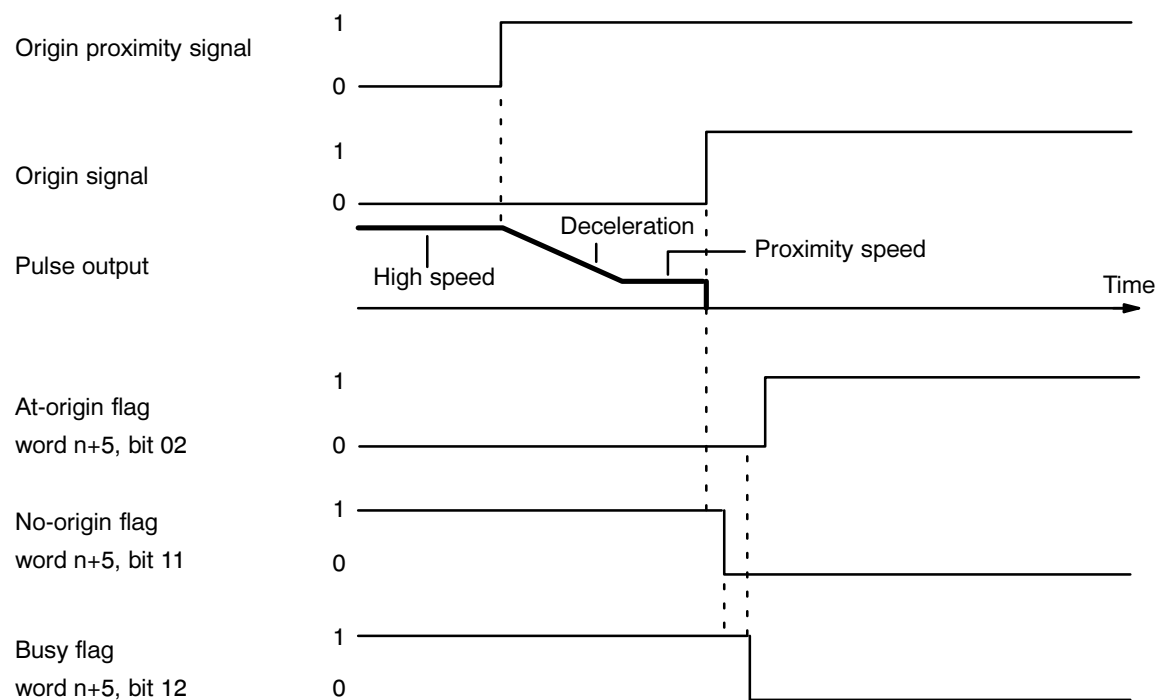 1
Origin proximity signal
0
1
Origin signal
0
Deceleration
Proximity speed
Pulse output
High speed
Time
1
At-origin flag
word n+5, bit 02
0
1
No-origin flag
word n+5, bit 11
0
1
Busy flag
word n+5, bit 12
0